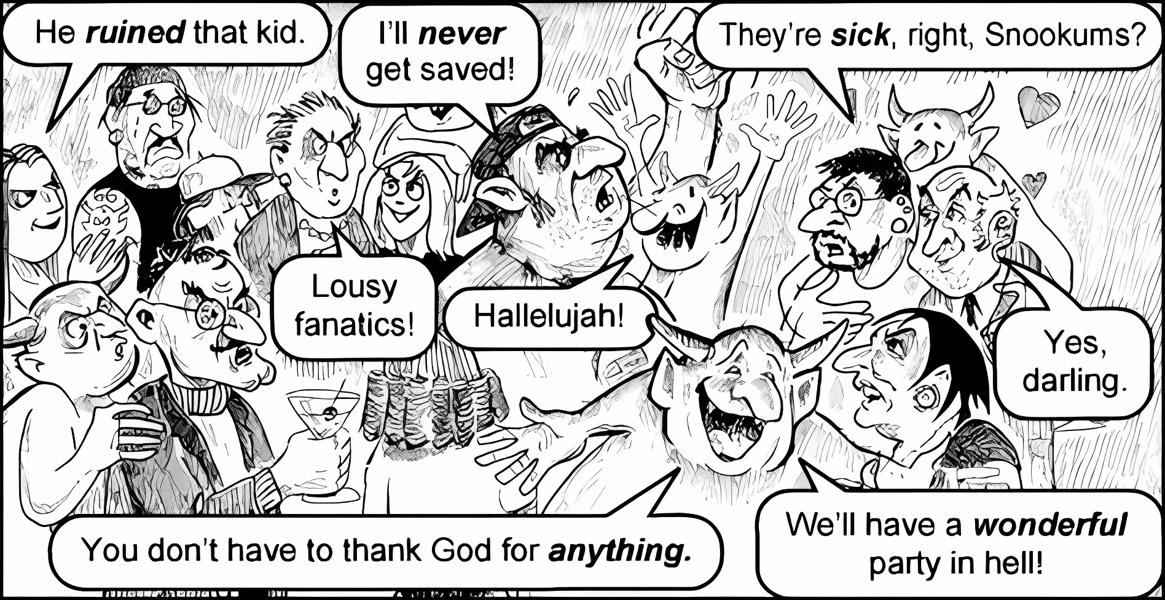 He ruined that kid.
I'll never
get saved!
They're sick, right, Snookums?
Lousy
fanatics!
Hallelujah!
Yes,
darling.
You don't have to thank God for anything.
We'll have a wonderful
party in hell!